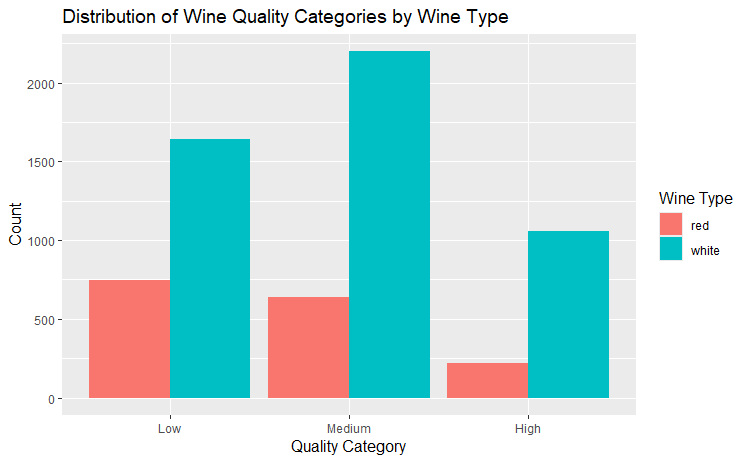 Distribution of Wine Quality Categories by Wine Type
Count
2000
1500
1000
500
0
Low Medium High
Quality Category
Wine Type
red
white